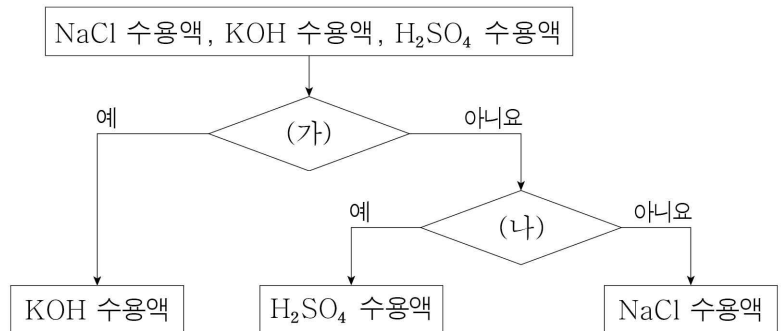 NaCl 수용액, KOH 수용액, H₂SO₄ 수용액
예
(가)
아니요
예
(나)
아니요
KOH 수용액
H₂SO₄ 수용액
NaCl 수용액